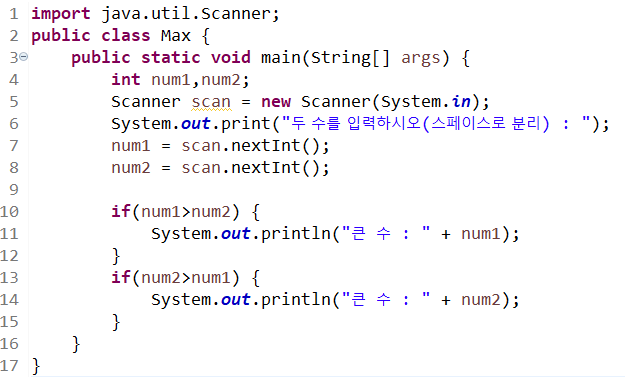 1 import java.util.Scanner;
2 public class Max {
3     public static void main(String[] args) {
4         int num1,num2;
5         Scanner scan = new Scanner(System.in);
6         System.out.print("두 수를 입력하시오(스페이스로 분리) : ");
7         num1 = scan.nextInt();
8         num2 = scan.nextInt();
9
10         if(num1>num2) {
11             System.out.println("큰 수 : " + num1);
12         }
13         if(num2>num1) {
14             System.out.println("큰 수 : " + num2);
15         }
16     }
17 }